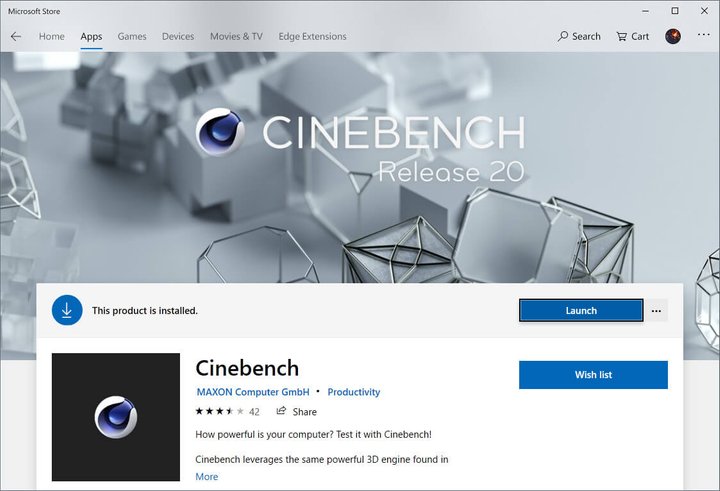 Microsoft Store
Home Apps Games Devices Movies & TV Edge Extensions Search Cart
CINEBENCH
Release 20
This product is installed. Launch
Cinebench
Wish list
MAXON Computer GmbH • Productivity
42 Share
How powerful is your computer? Test it with Cinebench!
Cinebench leverages the same powerful 3D engine found in
More